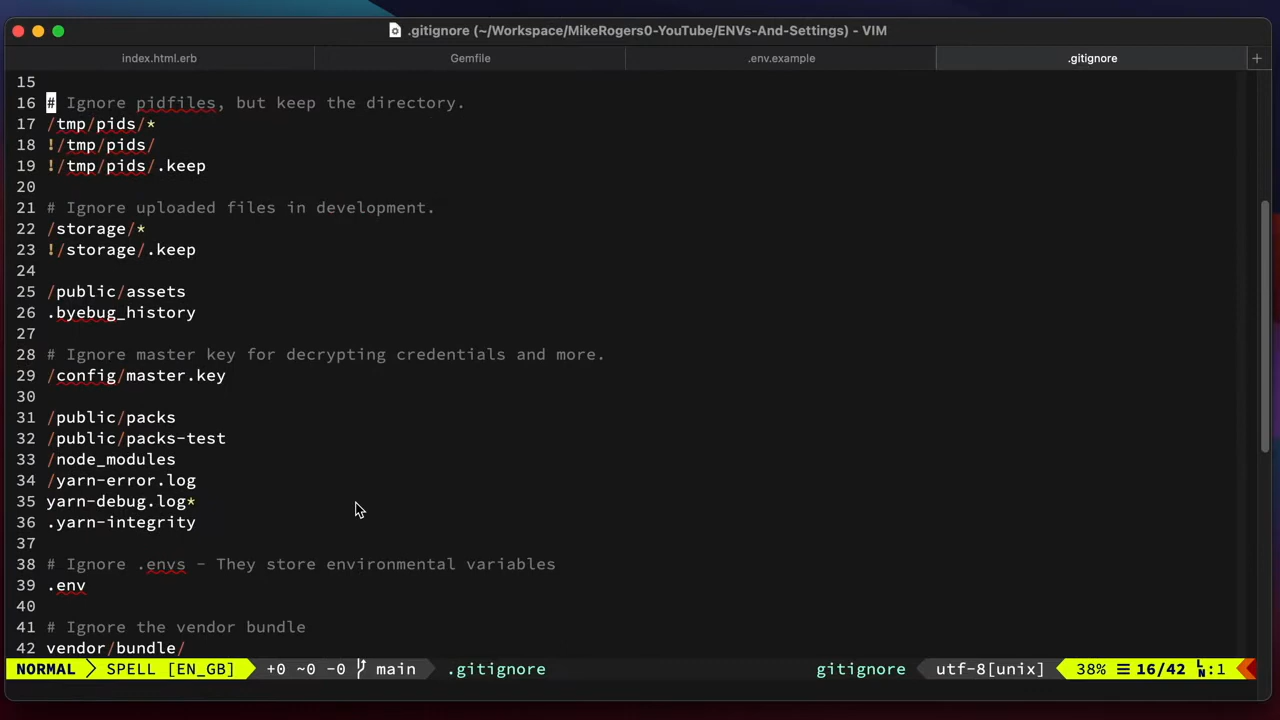 .gitignore (~/Workspace/MikeRogers0-YouTube/ENVs-And-Settings) - VIM
index.html.erb Gemfile .env.example .gitignore +
15
16 # Ignore pidfiles, but keep the directory.
17 /tmp/pids/*
18 !/tmp/pids/
19 !/tmp/pids/.keep
20
21 # Ignore uploaded files in development.
22 /storage/*
23 !/storage/.keep
24
25 /public/assets
26 .byebug_history
27
28 # Ignore master key for decrypting credentials and more.
29 /config/master.key
30
31 /public/packs
32 /public/packs-test
33 /node_modules
34 /yarn-error.log
35 yarn-debug.log*
36 .yarn-integrity
37
38 # Ignore .envs - They store environmental variables
39 .env
40
41 # Ignore the vendor bundle
42 vendor/bundle/
NORMAL SPELL [EN_GB] +0 ~0 -0 main .gitignore gitignore utf-8[unix] 38% ☰ 16/42 LN:1